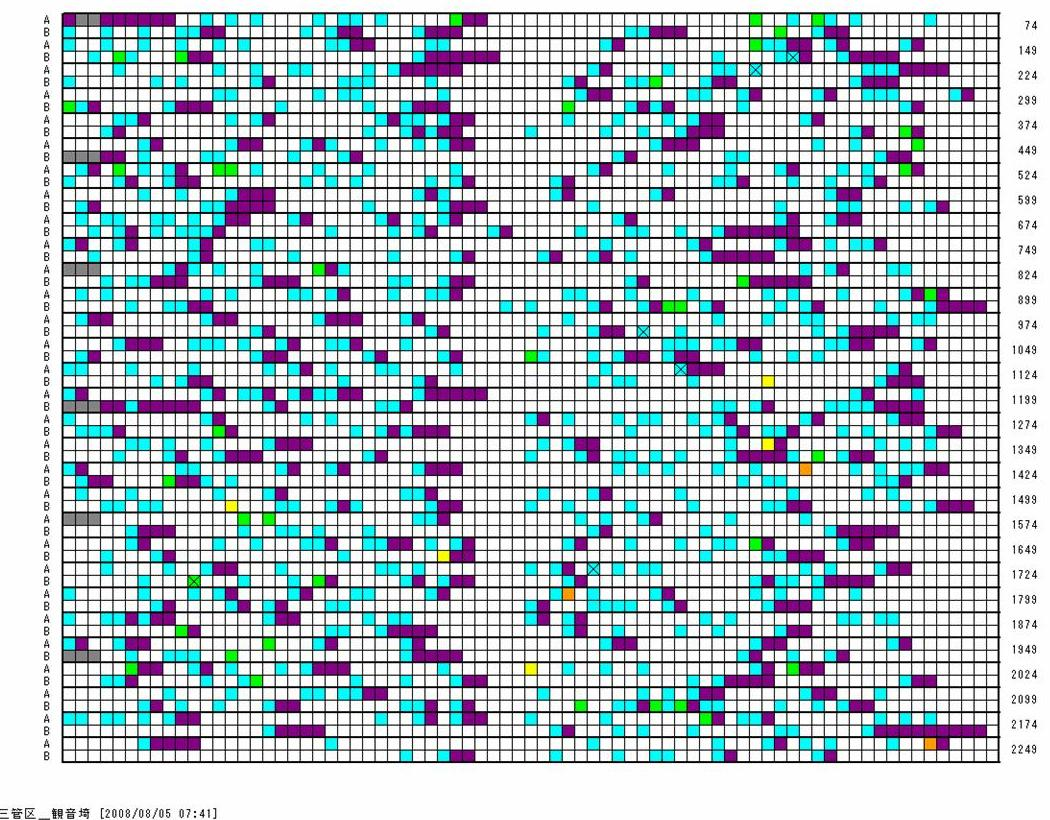 A 74
B
A 149
B
A 224
B
A 299
B
A 374
B
A 449
B
A 524
B
A 599
B
A 674
B
A 749
B
A 824
B
A 899
B
A 974
B
A 1049
B
A 1124
B
A 1199
B
A 1274
B
A 1349
B
A 1424
B
A 1499
B
A 1574
B
A 1649
B
A 1724
B
A 1799
B
A 1874
B
A 1949
B
A 2024
B
A 2099
B
A 2174
B
A 2249
B
三管区__観音埼 [2008/08/05 07:41]